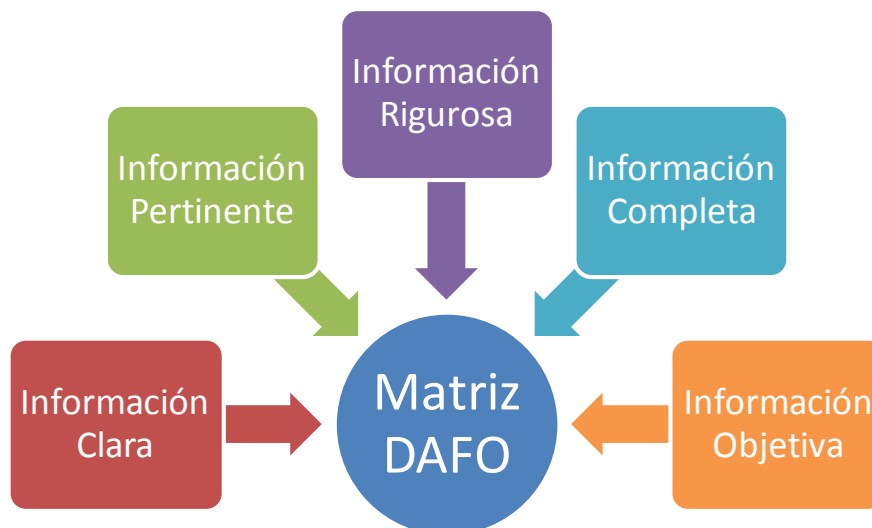 Información
Rigurosa
Información
Pertinente
Información
Completa
Información
Clara
Matriz
DAFO
Información
Objetiva